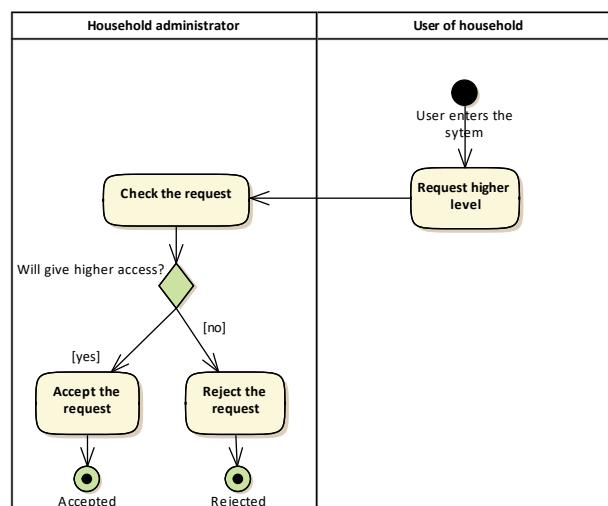 Household administrator
User of household
User enters the
sytem
Request higher
level
Check the request
Will give higher access?
[yes]
[no]
Accept the
request
Reject the
request
Accepted
Rejected